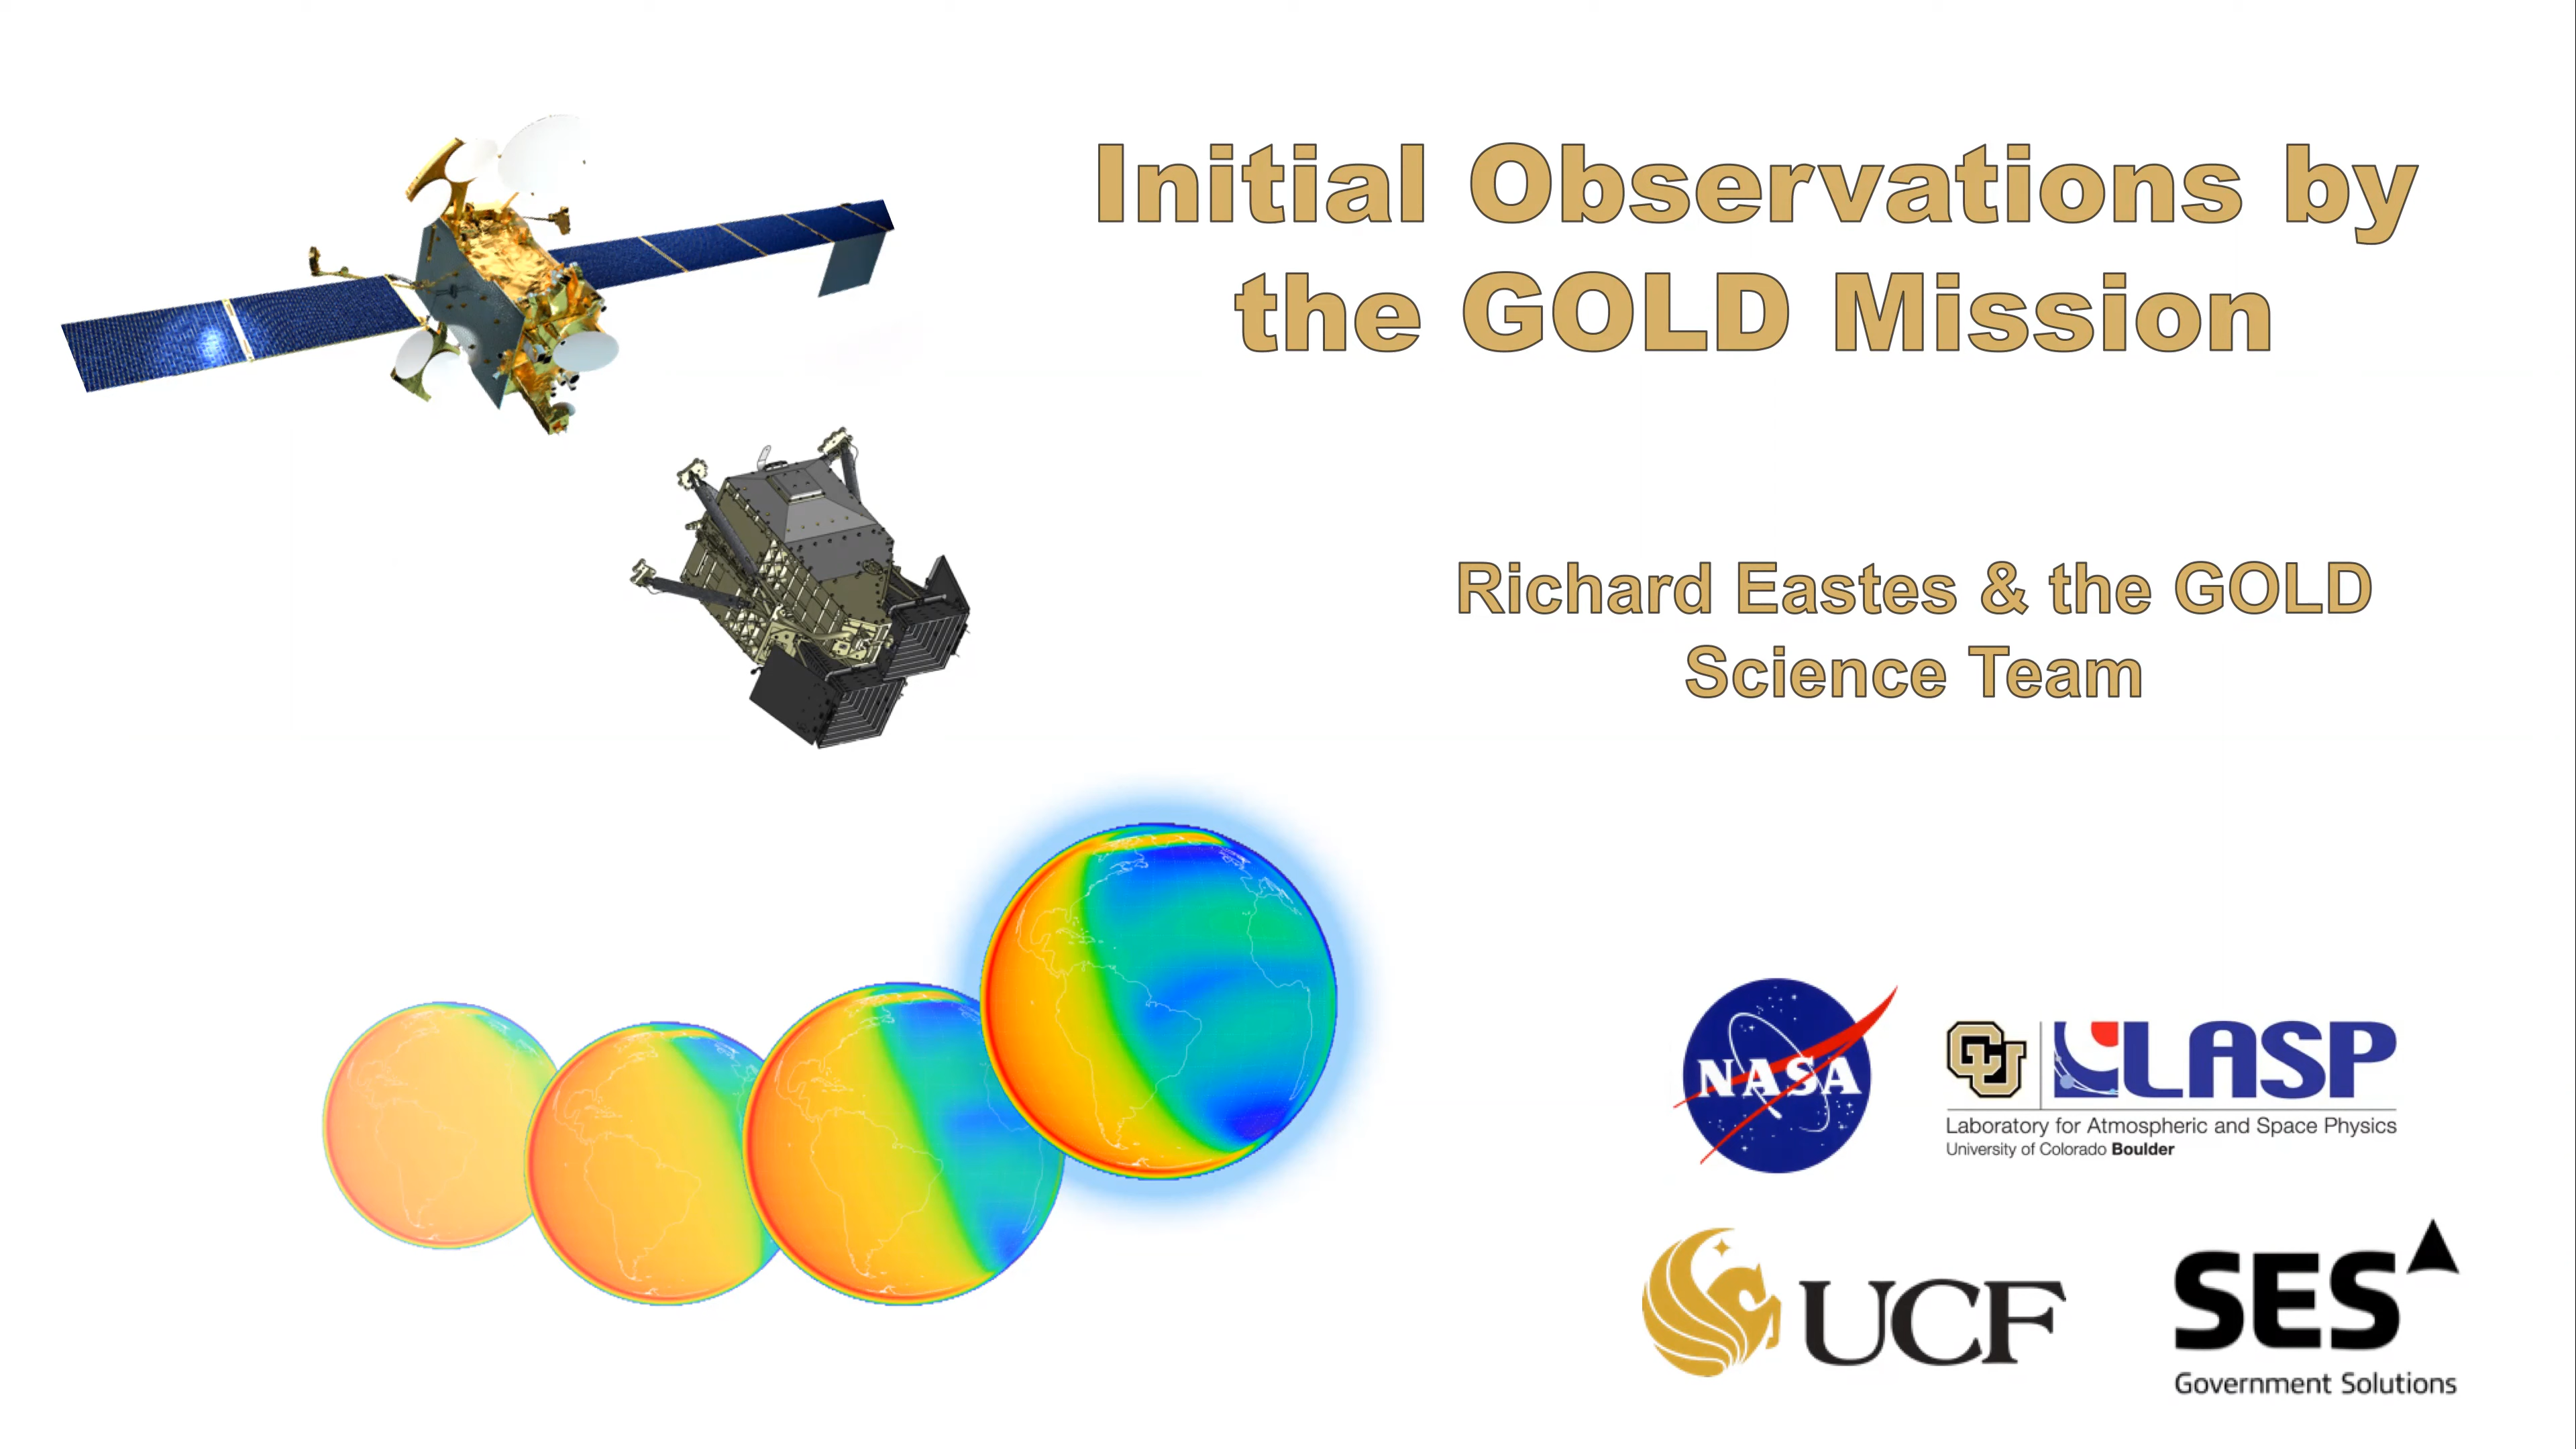 Initial Observations by
the GOLD Mission
Richard Eastes & the GOLD
Science Team
NASA
CU LASP
Laboratory for Atmospheric and Space Physics
University of Colorado Boulder
UCF
SES
Government Solutions